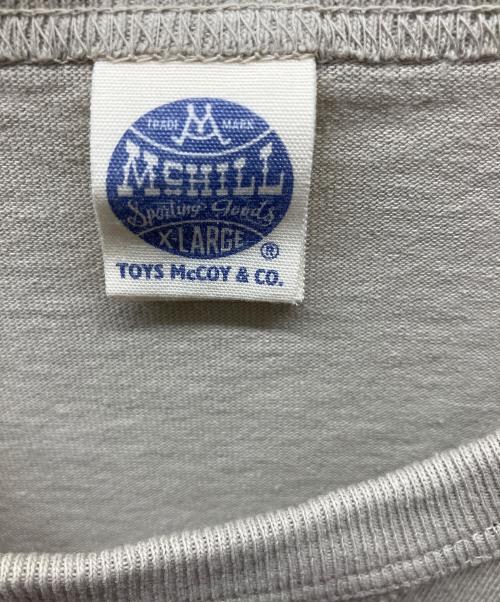 TRADE MARK
M
McHILL
Sporting Goods
X-LARGE
®
TOYS McCOY & CO.